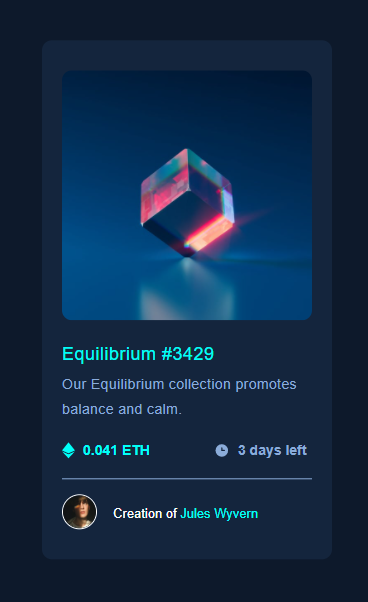 Equilibrium #3429
Our Equilibrium collection promotes
balance and calm.
0.041 ETH
3 days left
Creation of Jules Wyvern